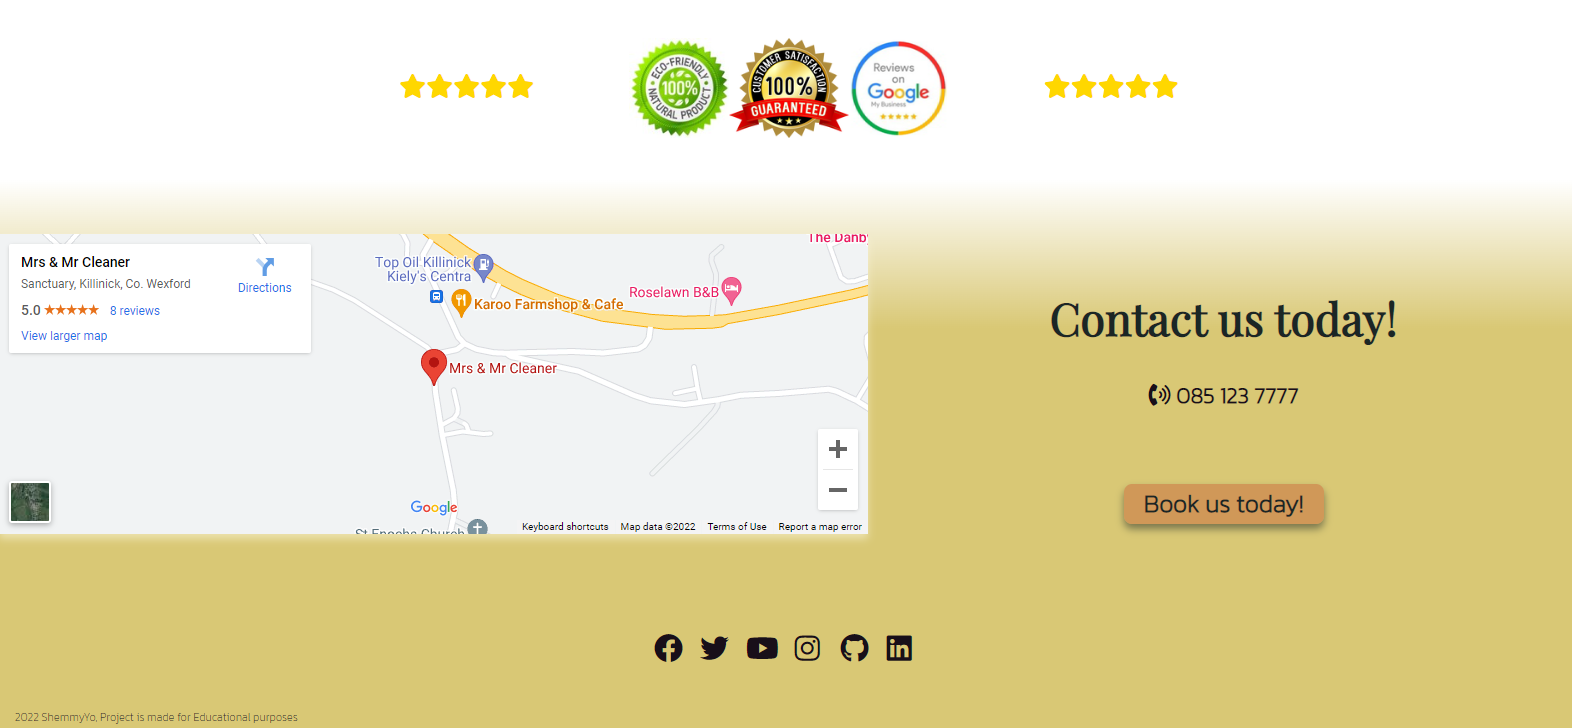 ECO-FRIENDLY
100%
NATURAL PRODUCT
CUSTOMER SATISFACTION
100%
GUARANTEED
Reviews
on
Google
My Business
Mrs & Mr Cleaner
Sanctuary, Killinick, Co. Wexford
5.0
8 reviews
View larger map
Directions
Top Oil Killinick
Kiely's Centra
Karoo Farmshop & Cafe
Roselawn B&B
The Danb
Mrs & Mr Cleaner
Google
St Enochs Church
Keyboard shortcuts
Map data ©2022
Terms of Use
Report a map error
Contact us today!
085 123 7777
Book us today!
2022 ShemmyYo, Project is made for Educational purposes